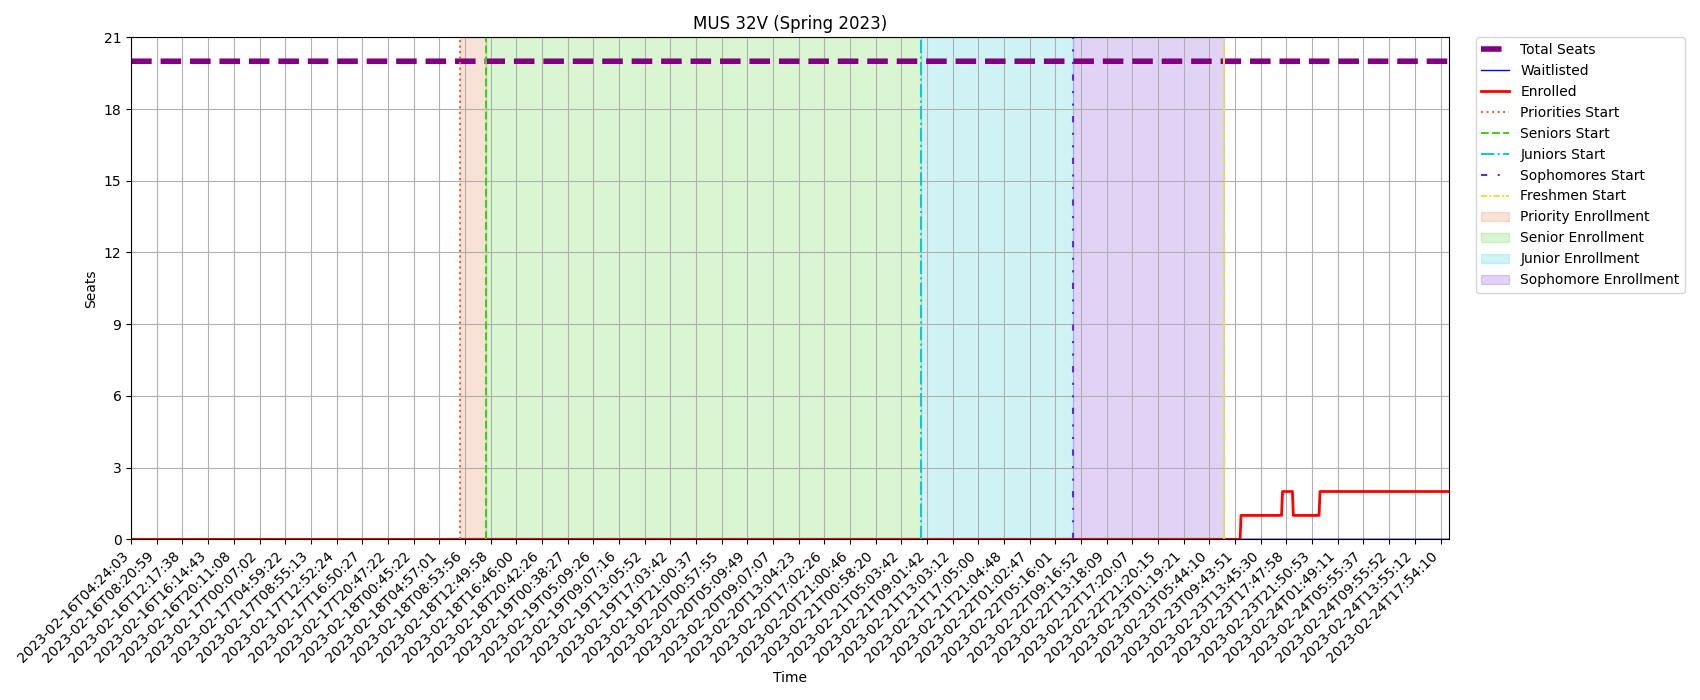 MUS 32V (Spring 2023)
21
18
15
12
9
6
3
0
Seats
2023-02-16T04:24:03
2023-02-16T08:20:59
2023-02-16T12:17:38
2023-02-16T16:14:43
2023-02-16T20:11:08
2023-02-17T00:07:02
2023-02-17T04:59:22
2023-02-17T08:55:13
2023-02-17T12:52:24
2023-02-17T16:50:27
2023-02-17T20:47:22
2023-02-18T00:45:22
2023-02-18T04:57:01
2023-02-18T08:53:56
2023-02-18T12:49:58
2023-02-18T16:46:00
2023-02-18T20:42:26
2023-02-19T00:38:27
2023-02-19T05:09:26
2023-02-19T09:07:16
2023-02-19T13:05:52
2023-02-19T17:03:42
2023-02-19T21:00:37
2023-02-20T00:57:55
2023-02-20T05:09:49
2023-02-20T09:07:07
2023-02-20T13:04:23
2023-02-20T17:02:26
2023-02-20T21:00:46
2023-02-21T00:58:20
2023-02-21T05:03:42
2023-02-21T09:01:42
2023-02-21T13:03:12
2023-02-21T17:05:00
2023-02-21T21:04:48
2023-02-22T01:02:47
2023-02-22T05:16:01
2023-02-22T09:16:52
2023-02-22T13:18:09
2023-02-22T17:20:07
2023-02-22T21:20:15
2023-02-23T01:19:21
2023-02-23T05:44:10
2023-02-23T09:43:51
2023-02-23T13:45:30
2023-02-23T17:47:58
2023-02-23T21:50:53
2023-02-24T01:49:11
2023-02-24T05:55:37
2023-02-24T09:55:52
2023-02-24T13:55:12
2023-02-24T17:54:10
Time
Total Seats
Waitlisted
Enrolled
Priorities Start
Seniors Start
Juniors Start
Sophomores Start
Freshmen Start
Priority Enrollment
Senior Enrollment
Junior Enrollment
Sophomore Enrollment